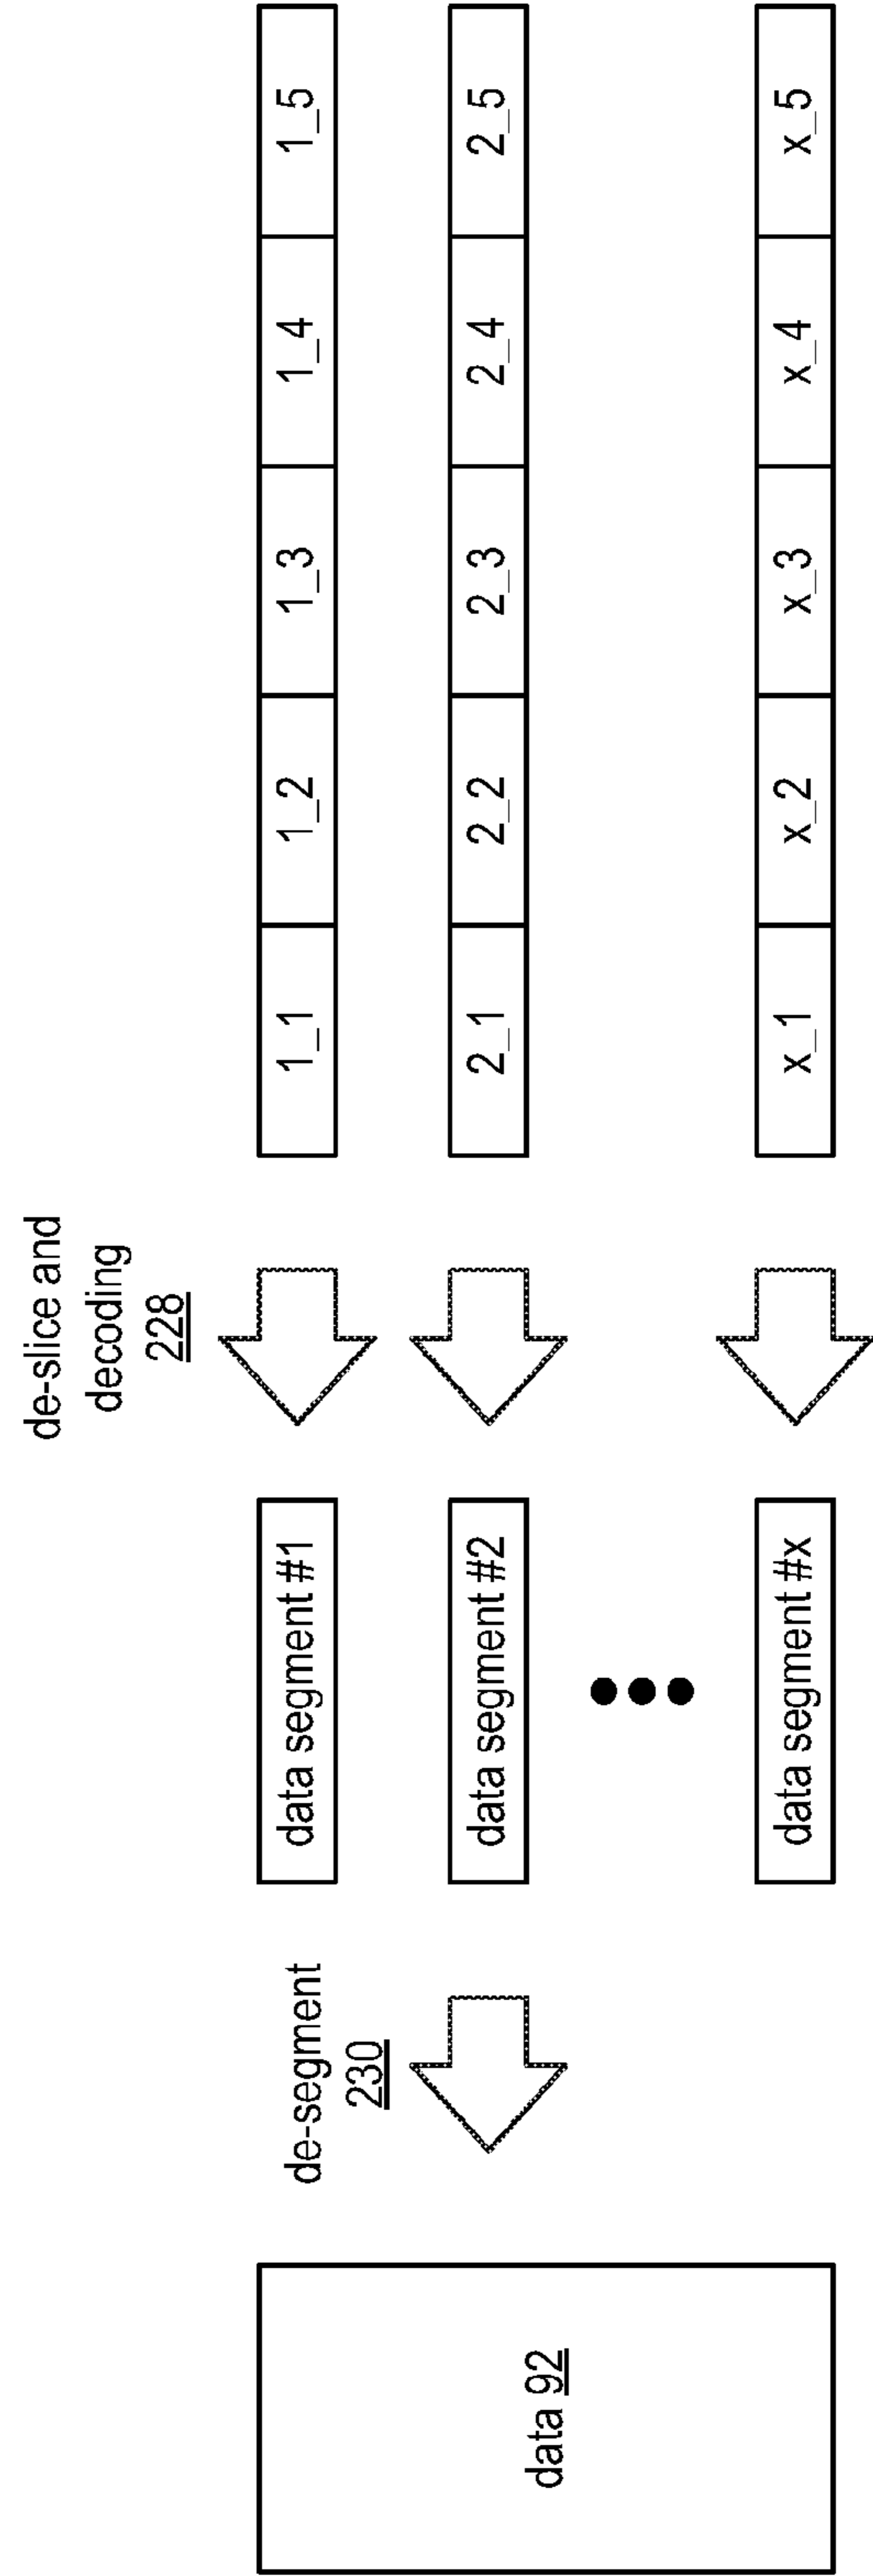 de-slice and
decoding
228
de-segment
230
data 92
data segment #1
1_1
1_2
1_3
1_4
1_5
data segment #2
2_1
2_2
2_3
2_4
2_5
data segment #x
x_1
x_2
x_3
x_4
x_5